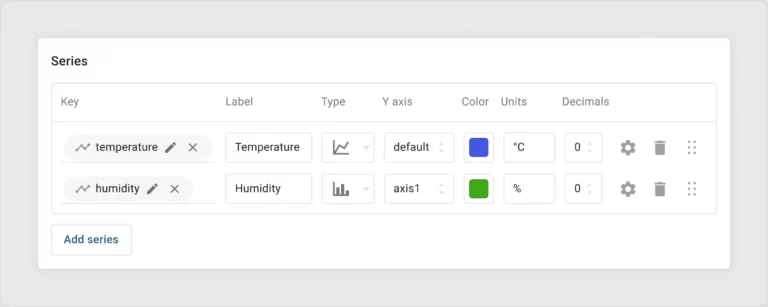 Series
Key Label Type Y axis Color Units Decimals
temperature Temperature default °C 0
humidity Humidity axis1 % 0
Add series